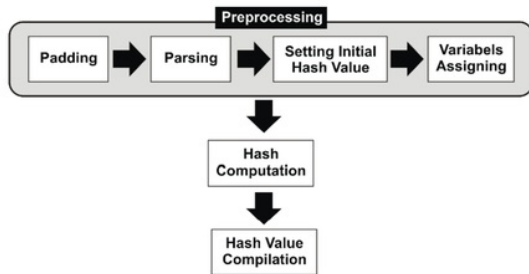 Preprocessing
Padding
Parsing
Setting Initial
Hash Value
Variabels
Assigning
Hash
Computation
Hash Value
Compilation